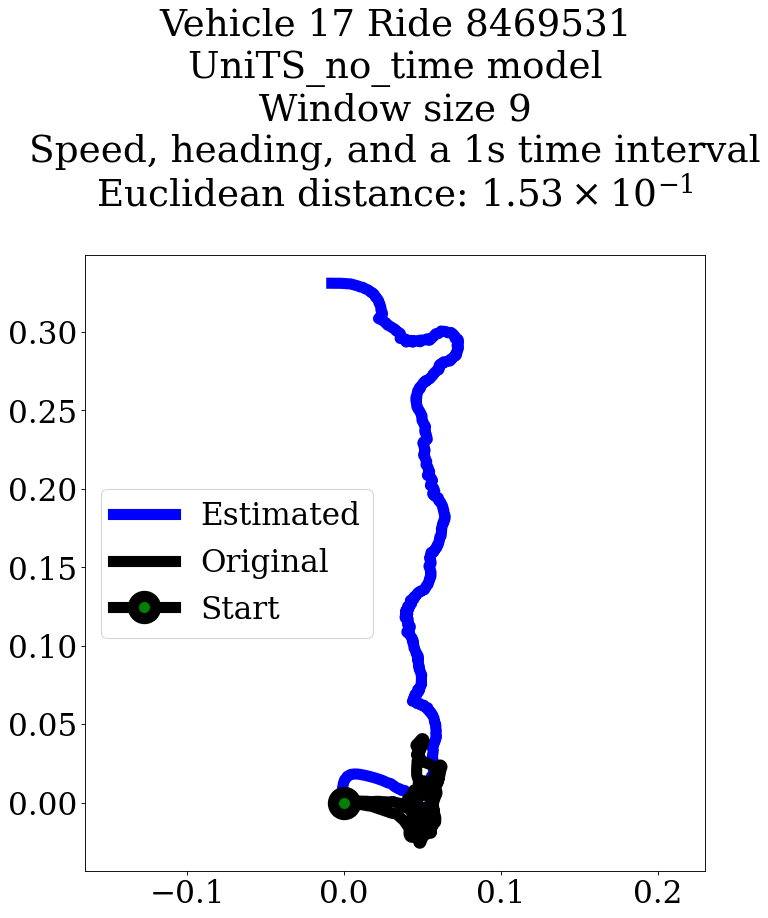 Vehicle 17 Ride 8469531
UniTS_no_time model
Window size 9
Speed, heading, and a 1s time interval
Euclidean distance: 1.53 × 10⁻¹
0.30
0.25
0.20
0.15
0.10
0.05
0.00
Estimated
Original
Start
−0.1
0.0
0.1
0.2